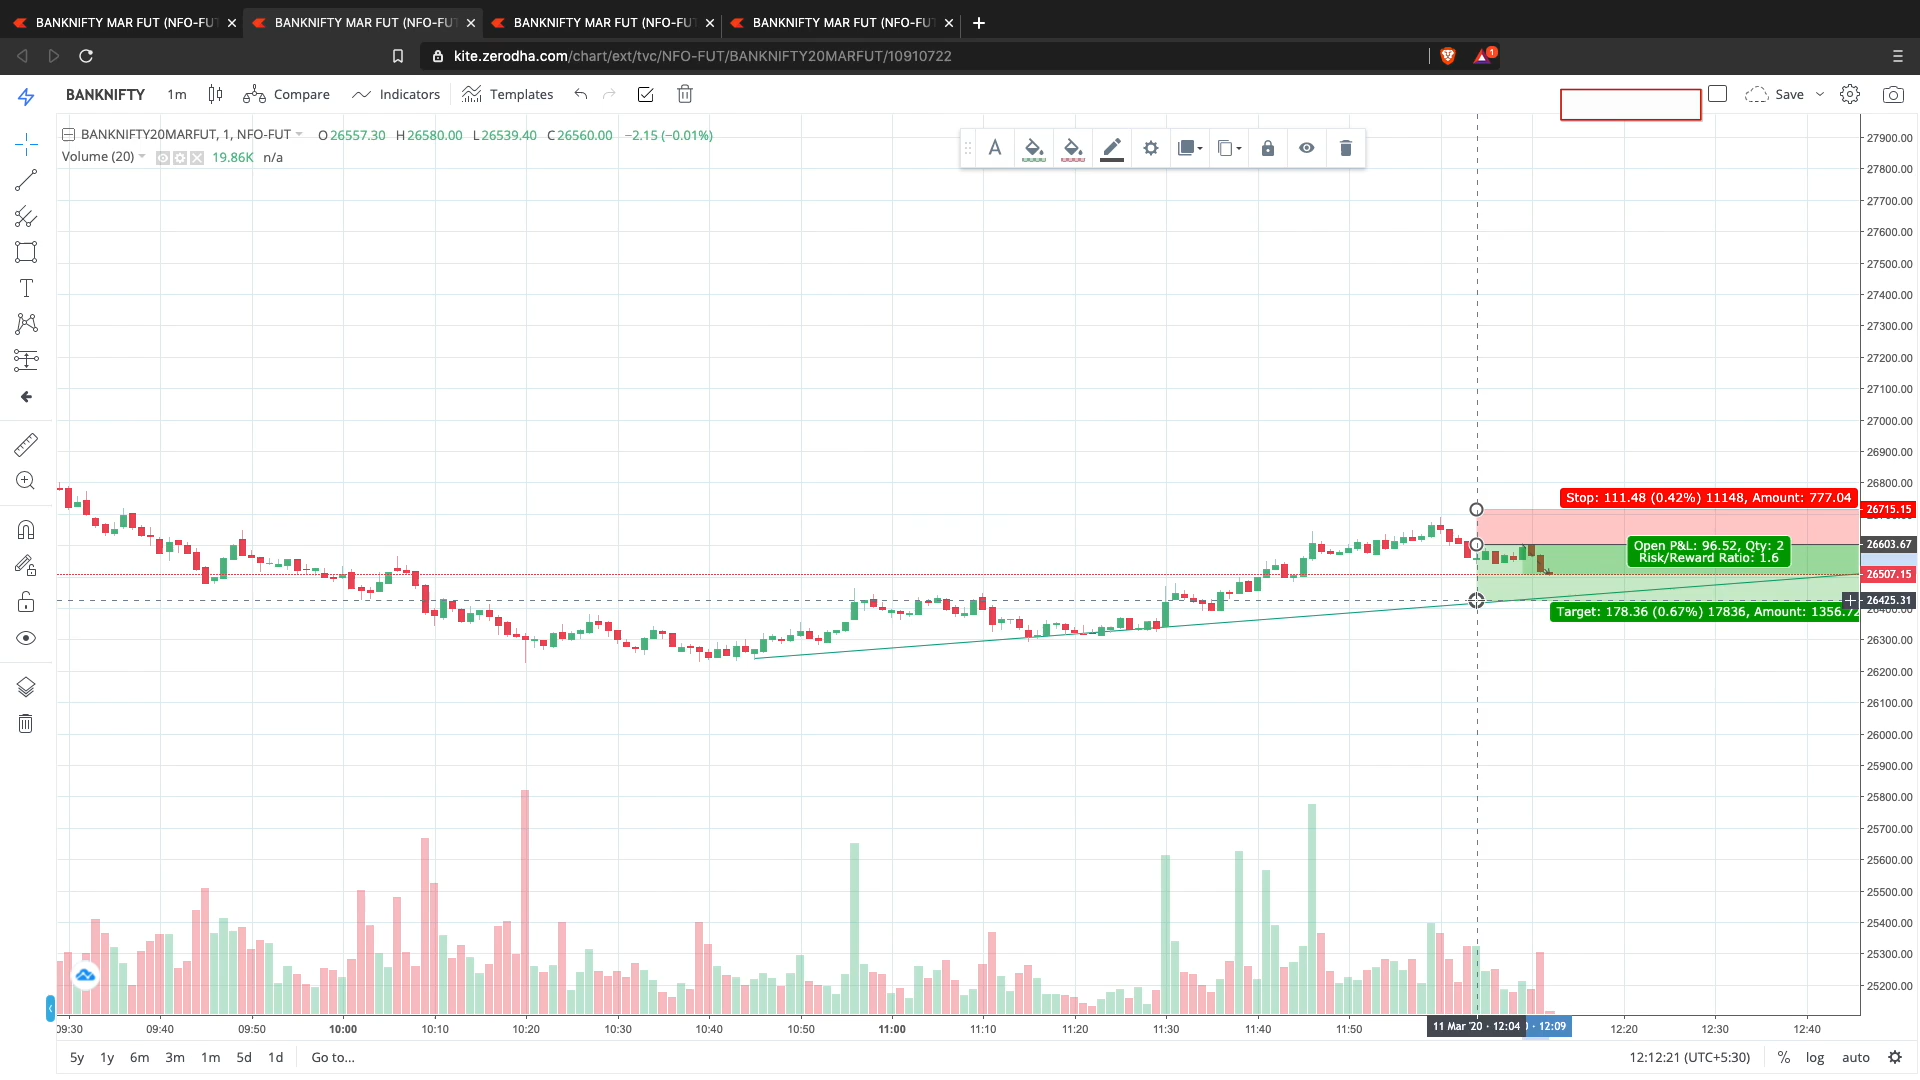 BANKNIFTY MAR FUT (NFO-FUT
BANKNIFTY MAR FUT (NFO-FUT
BANKNIFTY MAR FUT (NFO-FUT
BANKNIFTY MAR FUT (NFO-FUT
kite.zerodha.com/chart/ext/tvc/NFO-FUT/BANKNIFTY20MARFUT/10910722
1
BANKNIFTY 1m Compare Indicators Templates Save
BANKNIFTY20MARFUT, 1, NFO-FUT O26557.30 H26580.00 L26539.40 C26560.00 −2.15 (−0.01%)
Volume (20) 19.86K n/a
27900.00
27800.00
27700.00
27600.00
27500.00
27400.00
27300.00
27200.00
27100.00
27000.00
26900.00
26800.00
Stop: 111.48 (0.42%) 11148, Amount: 777.04
26715.15
Open P&L: 96.52, Qty: 2
Risk/Reward Ratio: 1.6
26603.67
26507.15
26425.31
Target: 178.36 (0.67%) 17836, Amount: 1356.72
26300.00
26200.00
26100.00
26000.00
25900.00
25800.00
25700.00
25600.00
25500.00
25400.00
25300.00
25200.00
09:30 09:40 09:50 10:00 10:10 10:20 10:30 10:40 10:50 11:00 11:10 11:20 11:30 11:40 11:50 11 Mar '20 · 12:04 · 12:09 12:20 12:30 12:40
5y 1y 6m 3m 1m 5d 1d Go to... 12:12:21 (UTC+5:30) % log auto